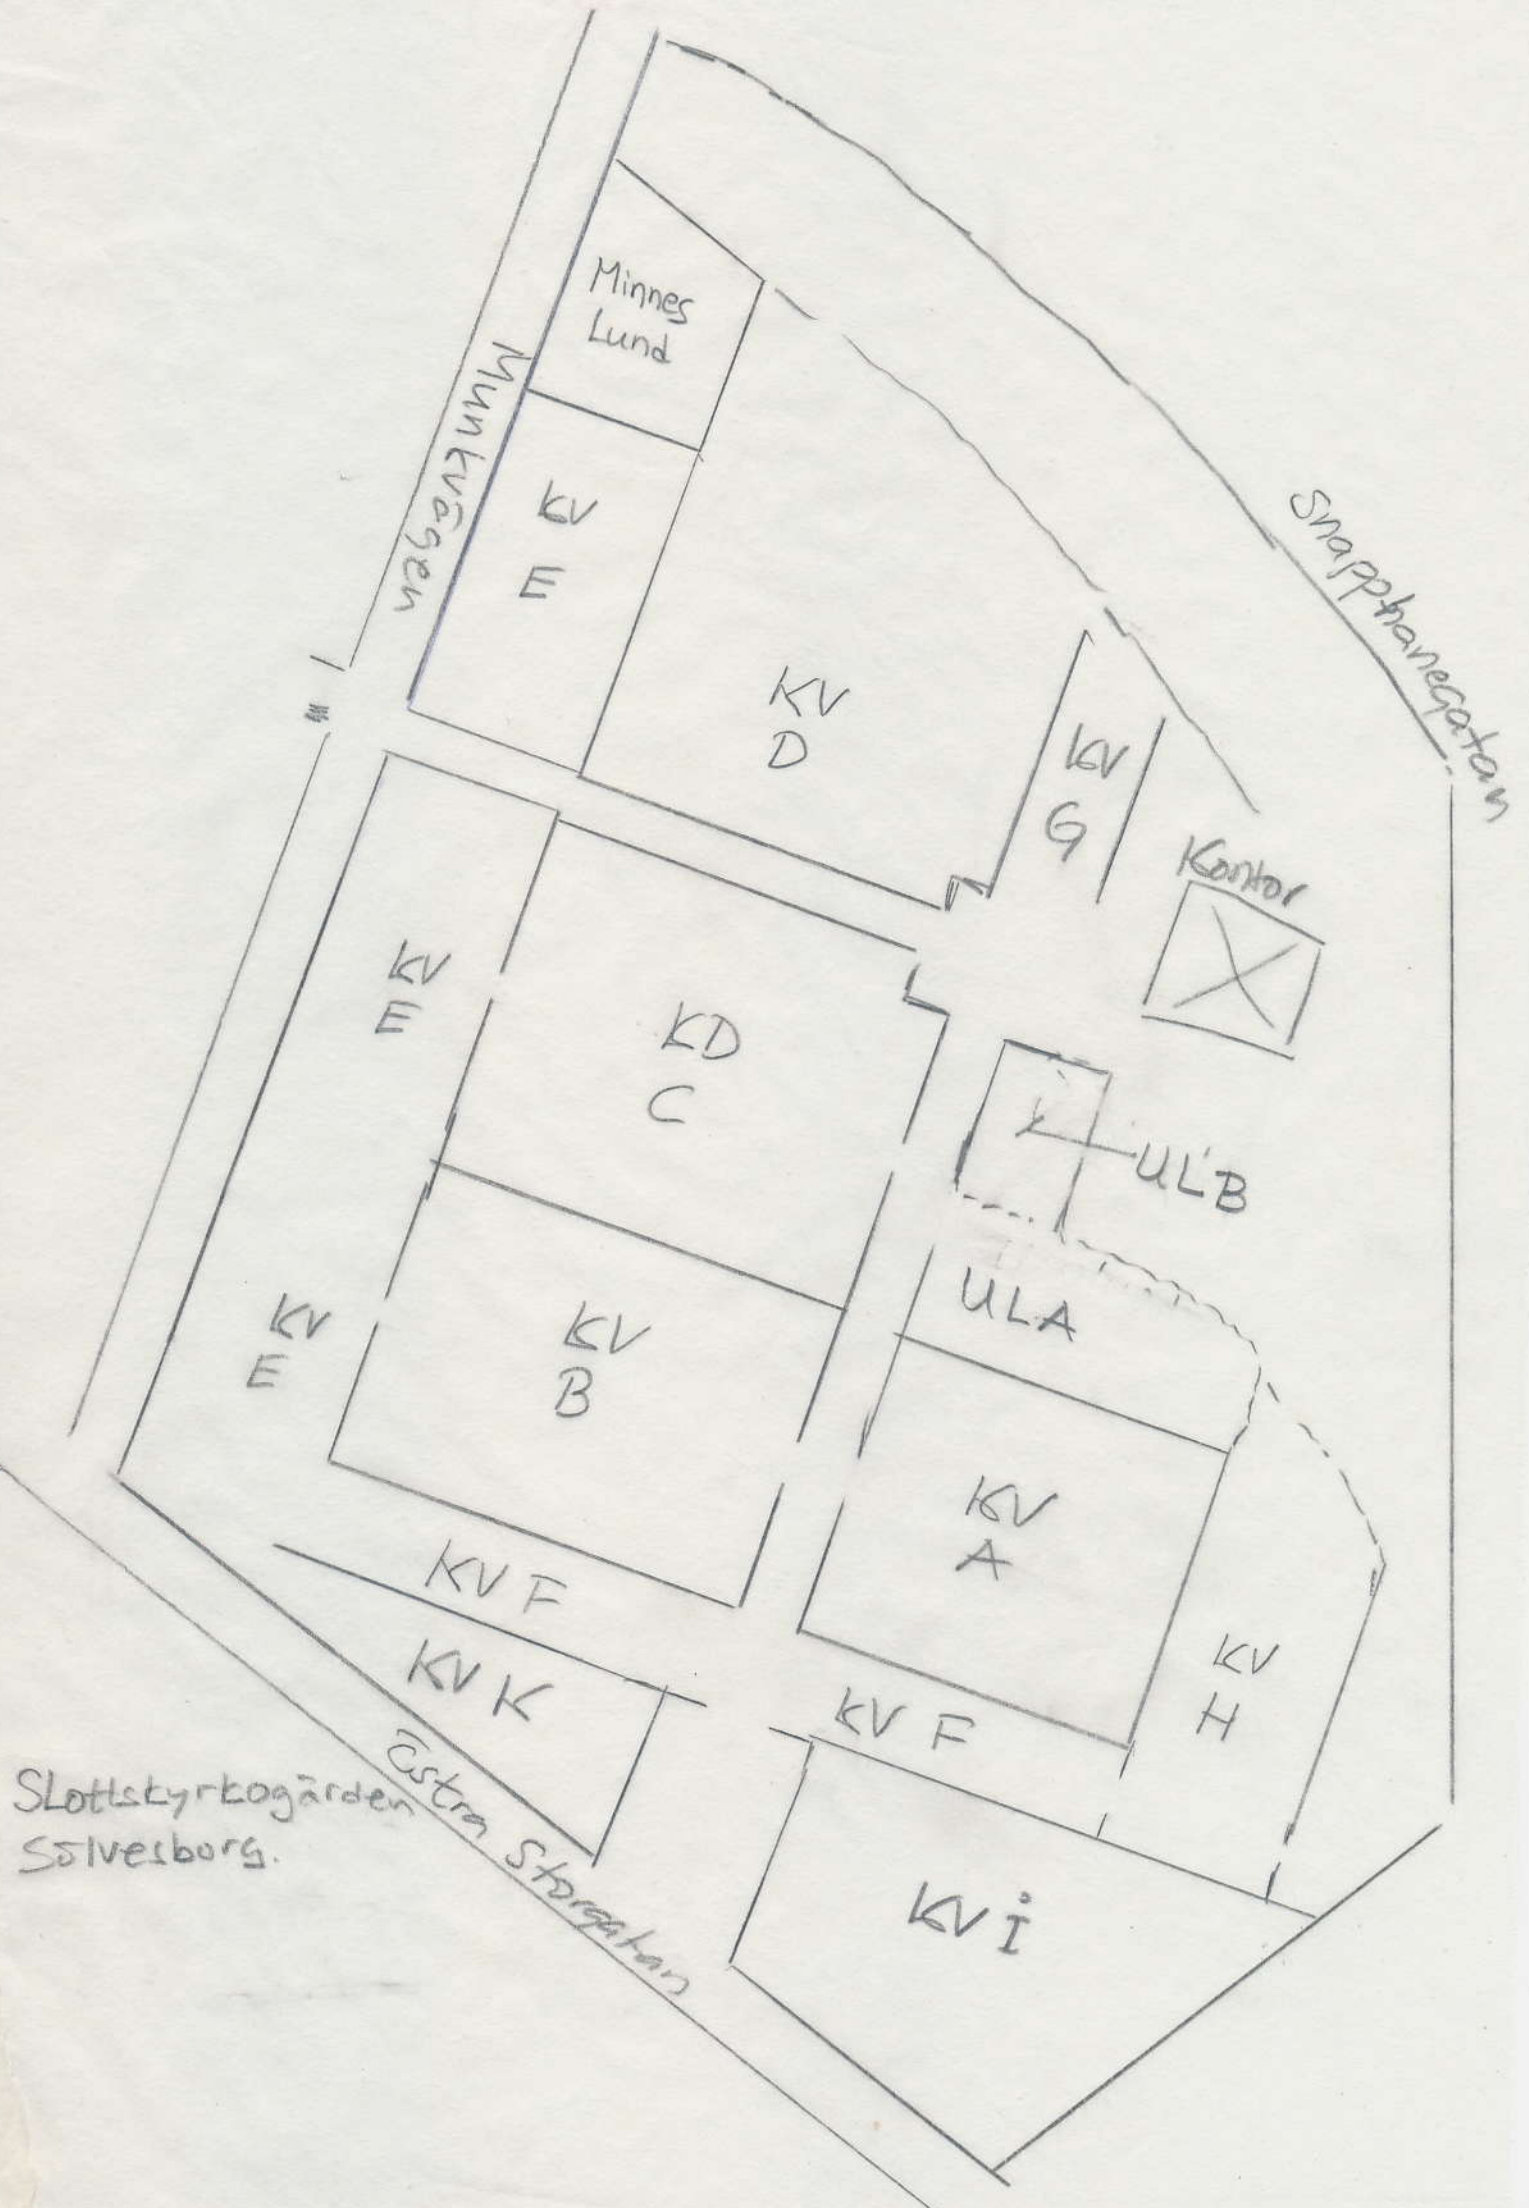 Minnes
Lund
Munkvägen
KV
E
Snapphanegatan
KV
D
KV
G
Kontor
KV
E
KD
C
ULB
ULA
KV
E
KV
B
KV
A
KV F
KV K
KV F
KV
H
Östra Storgatan
Slottskyrkogården
Sölvesborg.
KV I